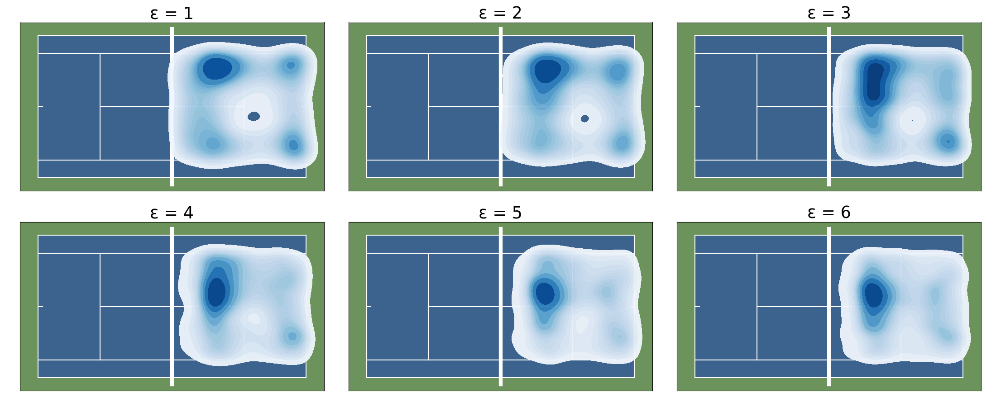 ε = 1
ε = 2
ε = 3
ε = 4
ε = 5
ε = 6